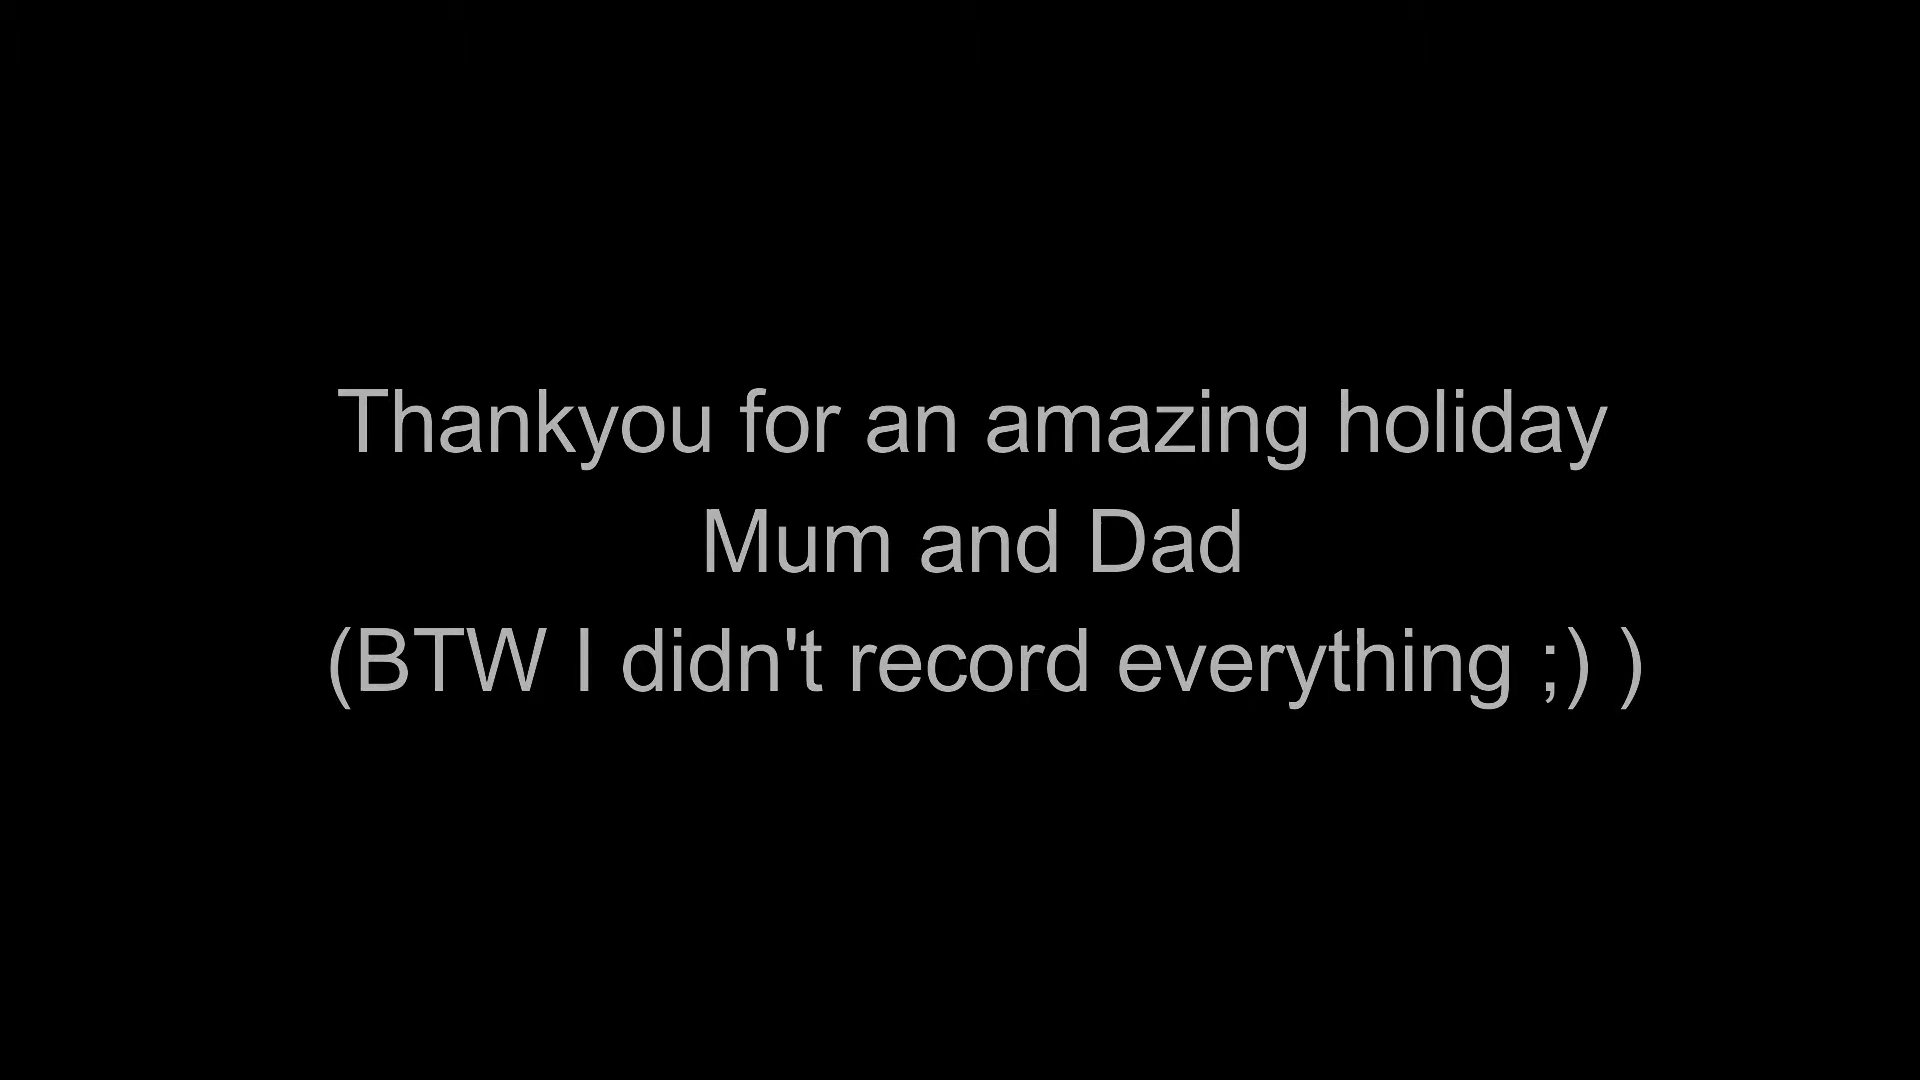 Thankyou for an amazing holiday
Mum and Dad
(BTW I didn't record everything ;) )